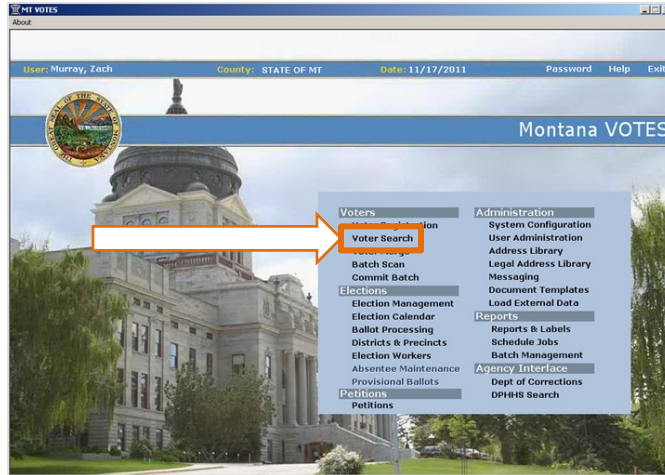 MT VOTES
About
User: Murray, Zach County: STATE OF MT Date: 11/17/2011 Password Help Exit
Montana VOTES
Voters
Voter Search
Batch Scan
Commit Batch
Elections
Election Management
Election Calendar
Ballot Processing
Districts & Precincts
Election Workers
Absentee Maintenance
Provisional Ballots
Petitions
Petitions
Administration
System Configuration
User Administration
Address Library
Legal Address Library
Messaging
Document Templates
Load External Data
Reports
Reports & Labels
Schedule Jobs
Batch Management
Agency Interface
Dept of Corrections
DPHHS Search